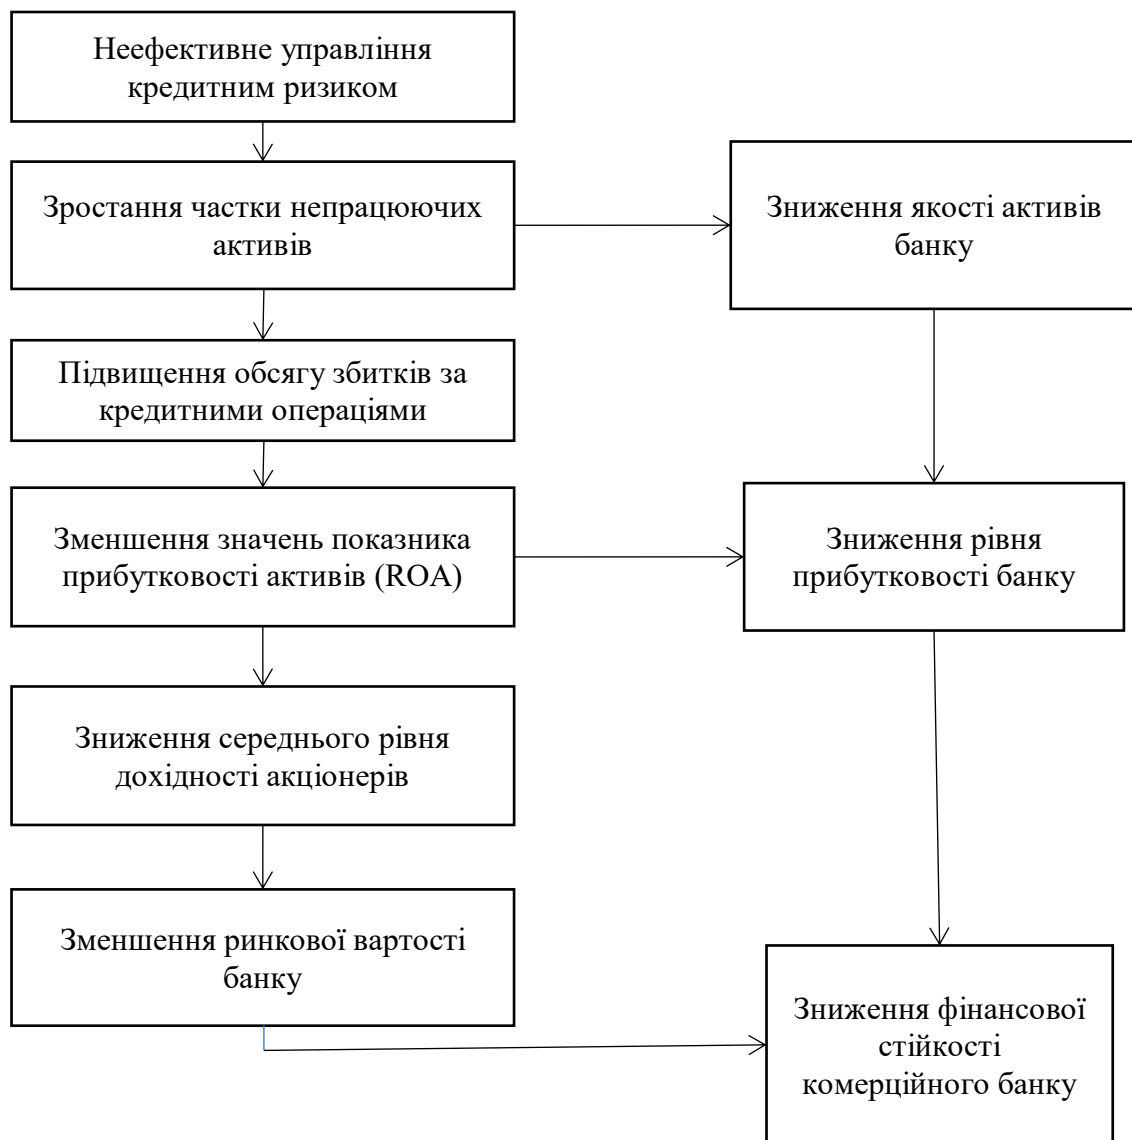 Неефективне управління
кредитним ризиком
Зростання частки непрацюючих
активів
Зниження якості активів
банку
Підвищення обсягу збитків за
кредитними операціями
Зменшення значень показника
прибутковості активів (ROA)
Зниження рівня
прибутковості банку
Зниження середнього рівня
дохідності акціонерів
Зменшення ринкової вартості
банку
Зниження фінансової
стійкості
комерційного банку